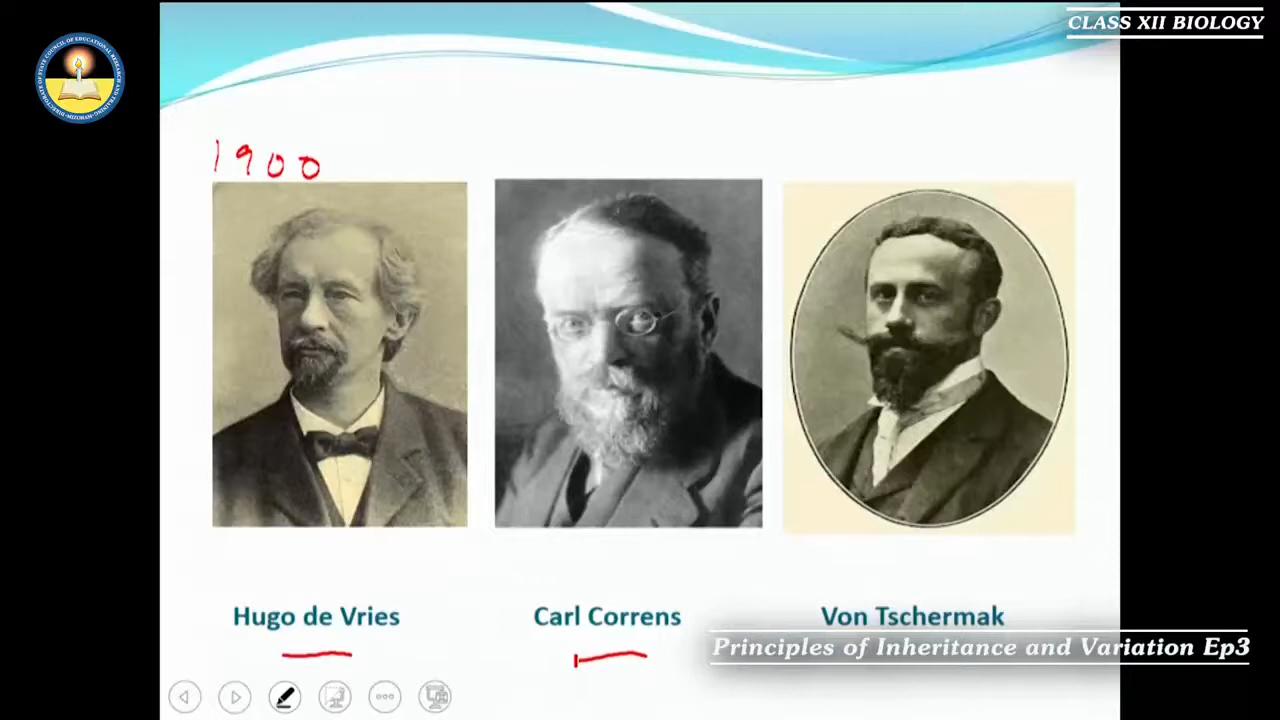 CLASS XII BIOLOGY
1900
Hugo de Vries
Carl Correns
Von Tschermak
Principles of Inheritance and Variation Ep3